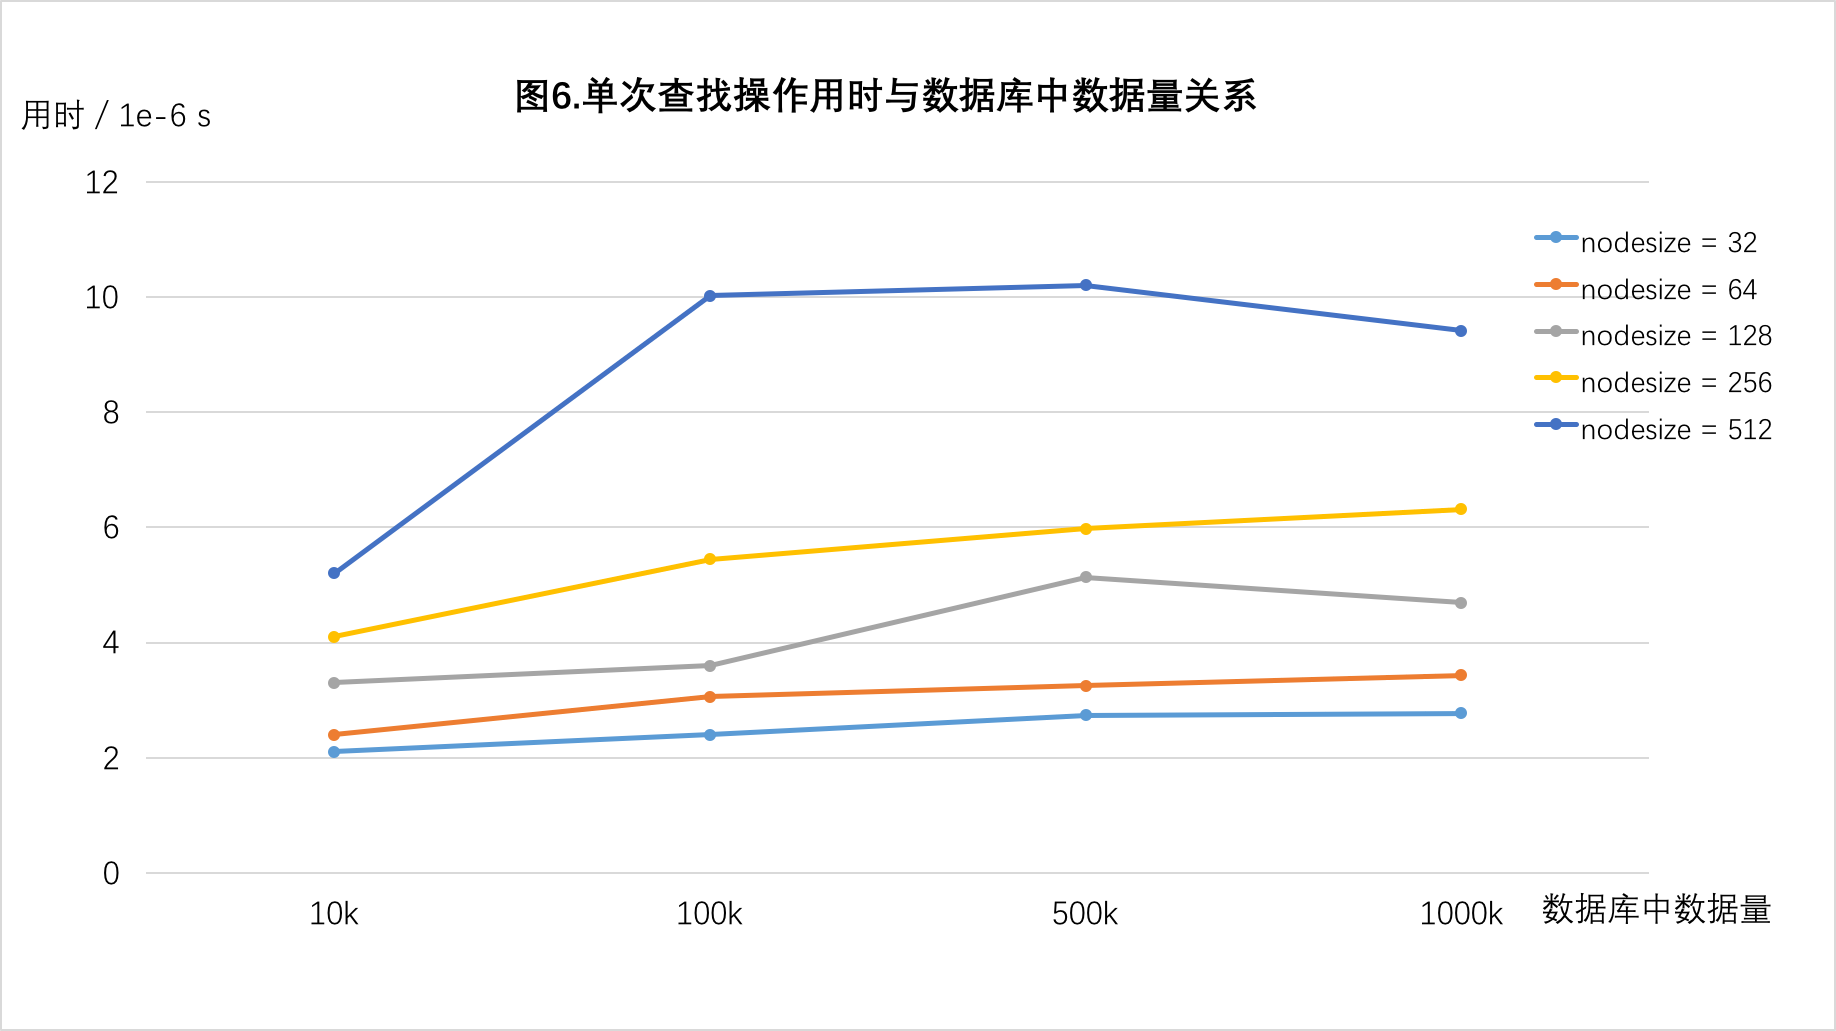 图6.单次查找操作用时与数据库中数据量关系
用时 / 1e-6 s
12
10
8
6
4
2
0
nodesize = 32
nodesize = 64
nodesize = 128
nodesize = 256
nodesize = 512
10k
100k
500k
1000k
数据库中数据量